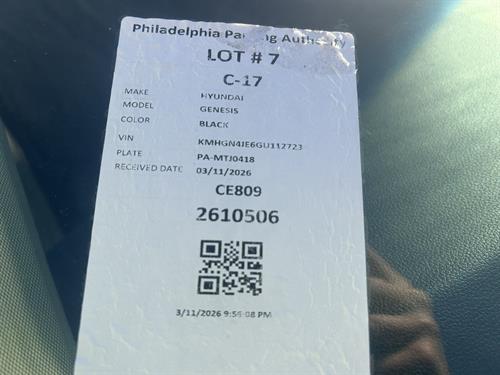 Philadelphia Pa ng Authority
LOT # 7
C-17
MAKE HYUNDAI
MODEL GENESIS
COLOR BLACK
VIN KMHGN4JE6GU112723
PLATE PA-MTJ0418
RECEIVED DATE 03/11/2026
CE809
2610506
3/11/2026 9:56:08 PM